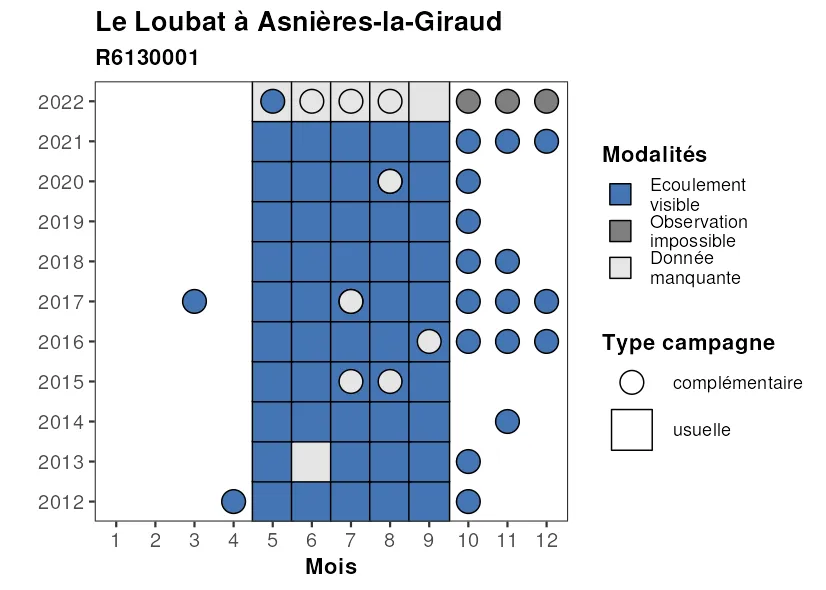 Le Loubat à Asnières-la-Giraud
R6130001
2022
2021
2020
2019
2018
2017
2016
2015
2014
2013
2012
1 2 3 4 5 6 7 8 9 10 11 12
Mois
Modalités
Ecoulement
visible
Observation
impossible
Donnée
manquante
Type campagne
complémentaire
usuelle